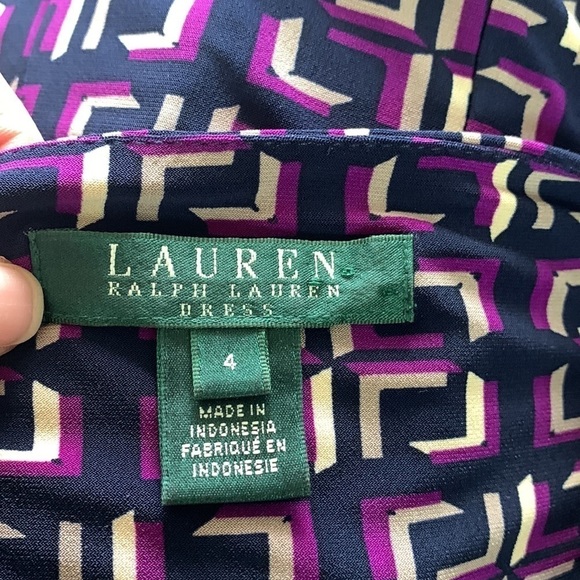 LAUREN
RALPH LAUREN
DRESS
4
MADE IN
INDONESIA
FABRIQUÉ EN
INDONESIE